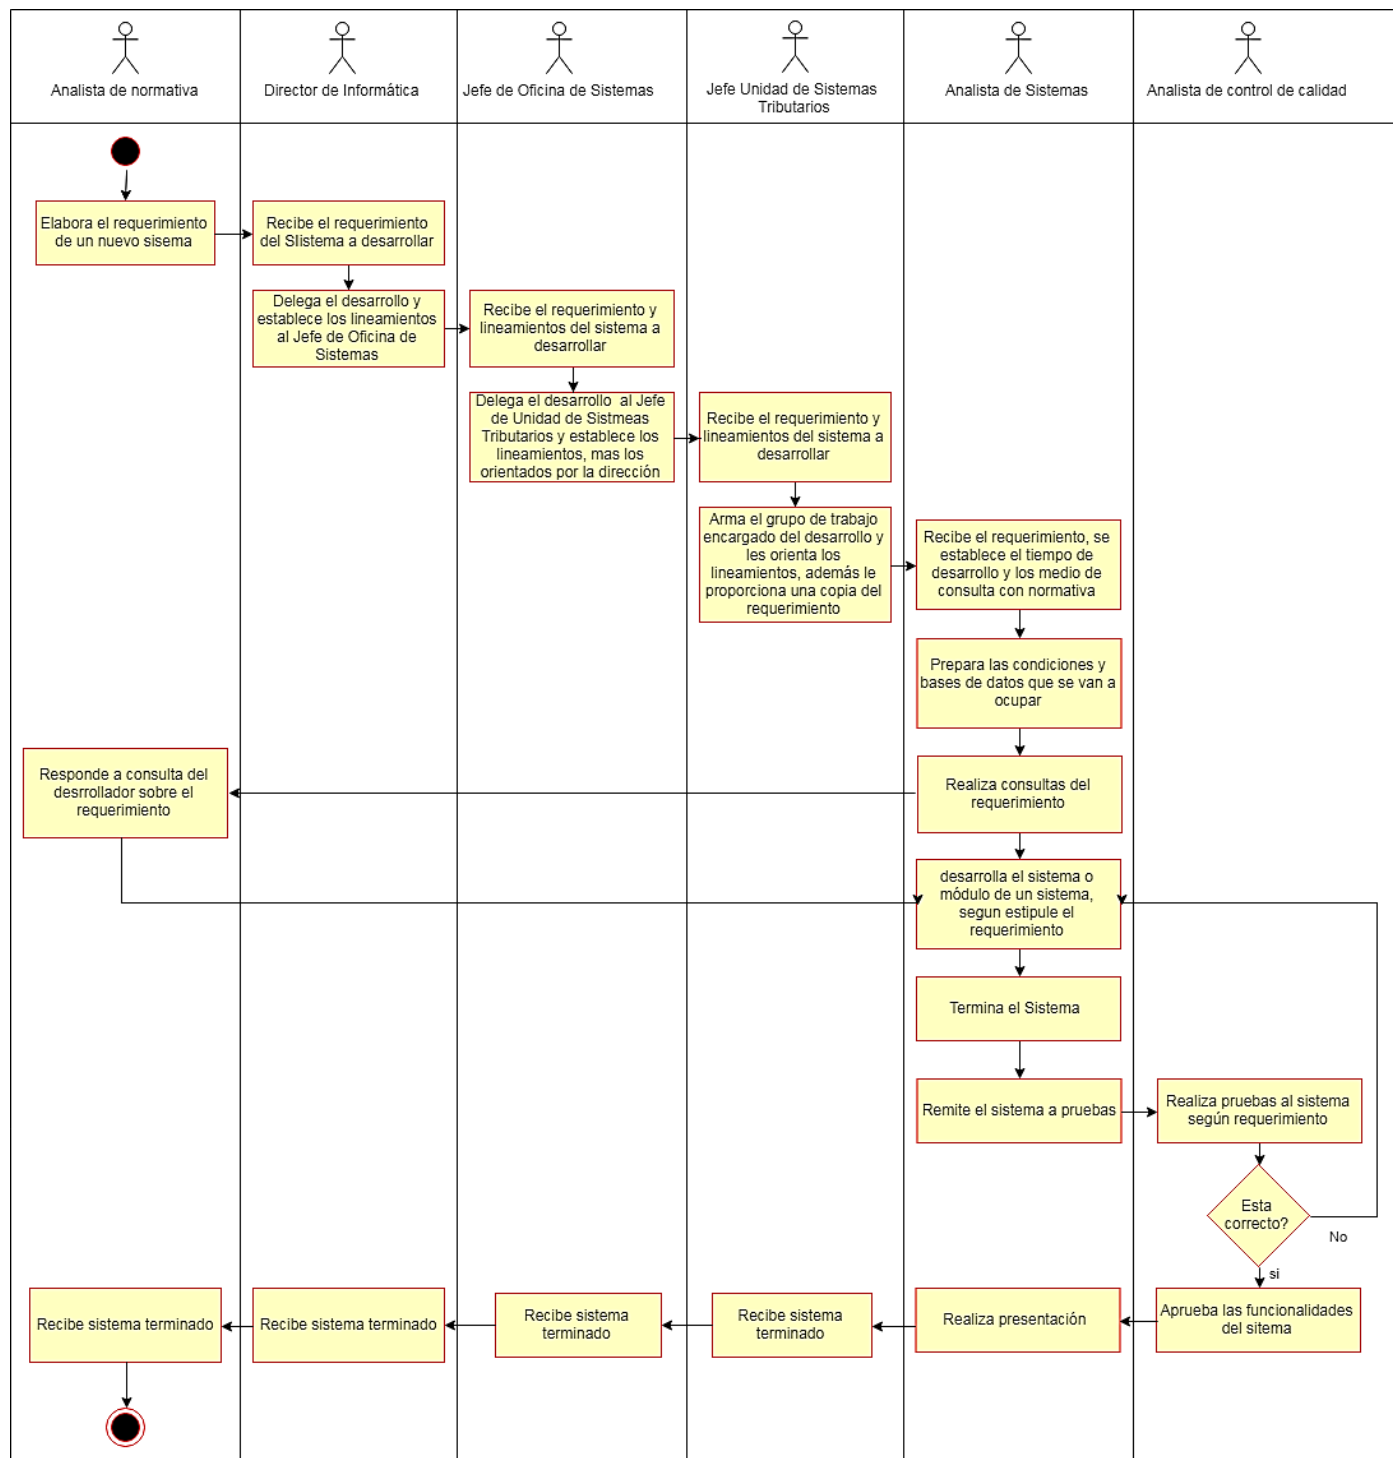 Analista de normativa
Director de Informática
Jefe de Oficina de Sistemas
Jefe Unidad de Sistemas
Tributarios
Analista de Sistemas
Analista de control de calidad
Elabora el requerimiento
de un nuevo sisema
Recibe el requerimiento
del SIistema a desarrollar
Delega el desarrollo y
establece los lineamientos
al Jefe de Oficina de
Sistemas
Recibe el requerimiento y
lineamientos del sistema a
desarrollar
Delega el desarrollo al Jefe
de Unidad de Sistmeas
Tributarios y establece los
lineamientos, mas los
orientados por la dirección
Recibe el requerimiento y
lineamientos del sistema a
desarrollar
Arma el grupo de trabajo
encargado del desarrollo y
les orienta los
lineamientos, además le
proporciona una copia del
requerimiento
Recibe el requerimiento, se
establece el tiempo de
desarrollo y los medio de
consulta con normativa
Prepara las condiciones y
bases de datos que se van a
ocupar
Realiza consultas del
requerimiento
Responde a consulta del
desrrollador sobre el
requerimiento
desarrolla el sistema o
módulo de un sistema,
segun estipule el
requerimiento
Termina el Sistema
Remite el sistema a pruebas
Realiza pruebas al sistema
según requerimiento
Esta
correcto?
No
si
Aprueba las funcionalidades
del sitema
Realiza presentación
Recibe sistema
terminado
Recibe sistema
terminado
Recibe sistema terminado
Recibe sistema terminado